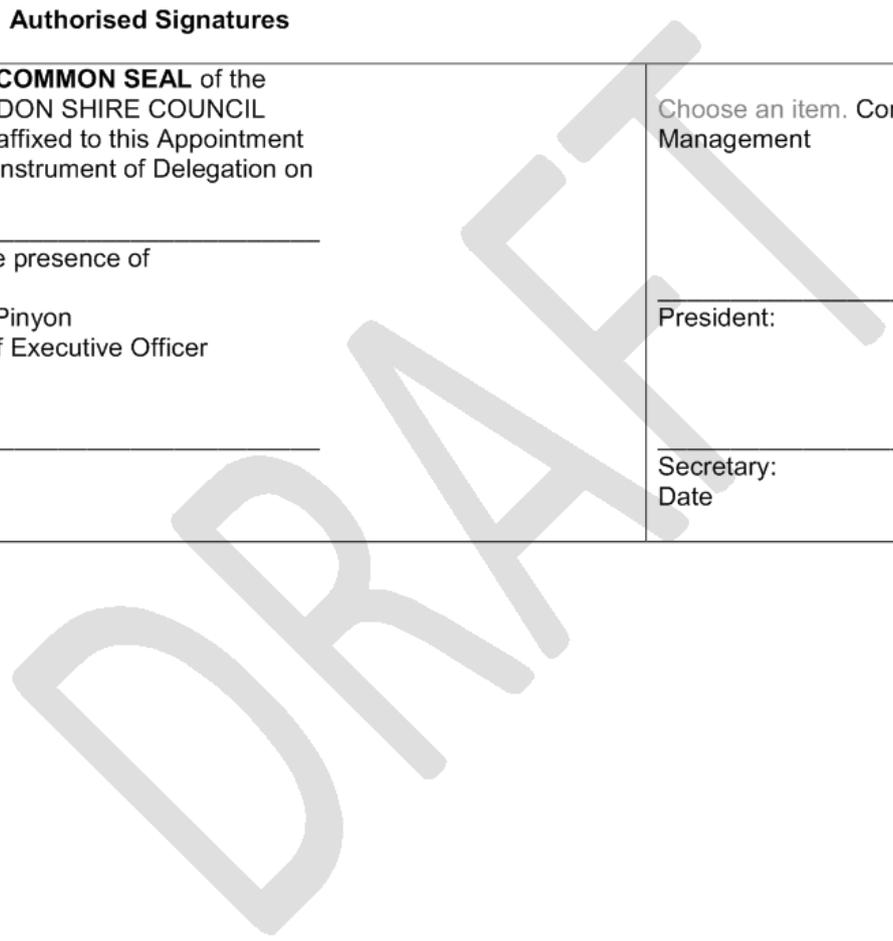 Authorised Signatures
COMMON SEAL of the
DON SHIRE COUNCIL
affixed to this Appointment
nstrument of Delegation on
e presence of
Pinyon
f Executive Officer
Choose an item. Cor
Management
President:
Secretary:
Date
DRAFT